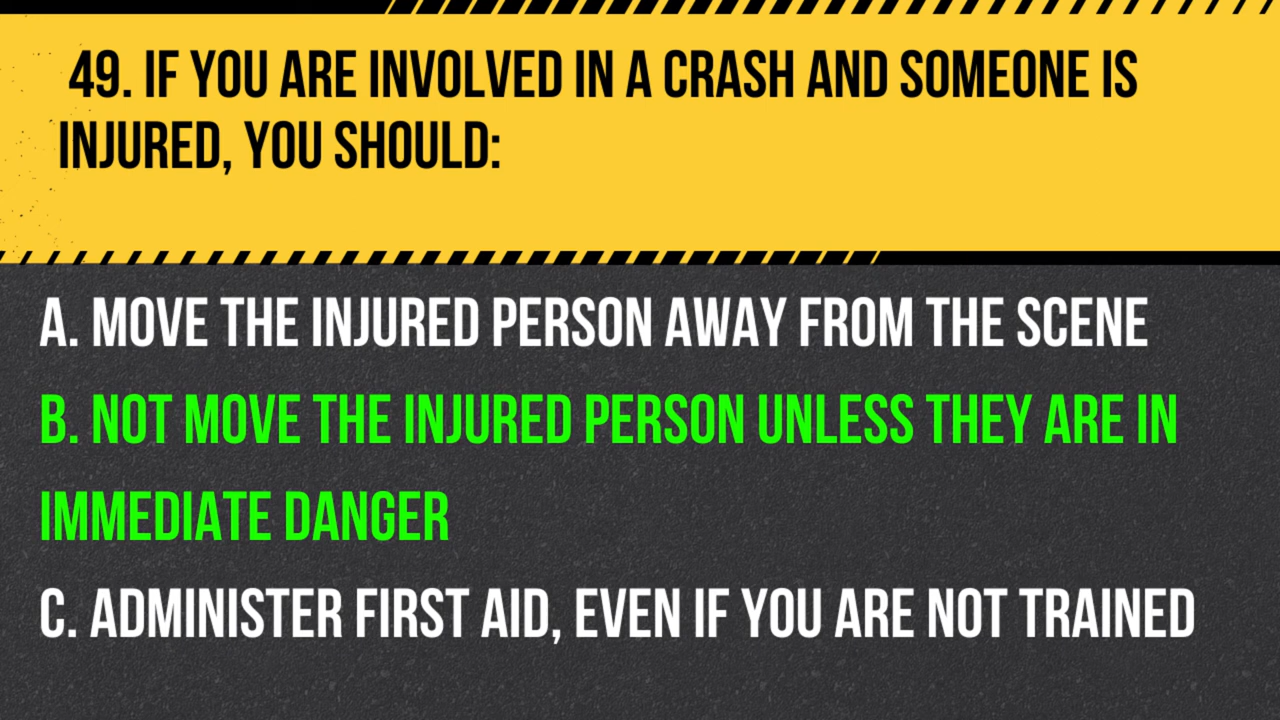 49. IF YOU ARE INVOLVED IN A CRASH AND SOMEONE IS
INJURED, YOU SHOULD:
A. MOVE THE INJURED PERSON AWAY FROM THE SCENE
B. NOT MOVE THE INJURED PERSON UNLESS THEY ARE IN
IMMEDIATE DANGER
C. ADMINISTER FIRST AID, EVEN IF YOU ARE NOT TRAINED